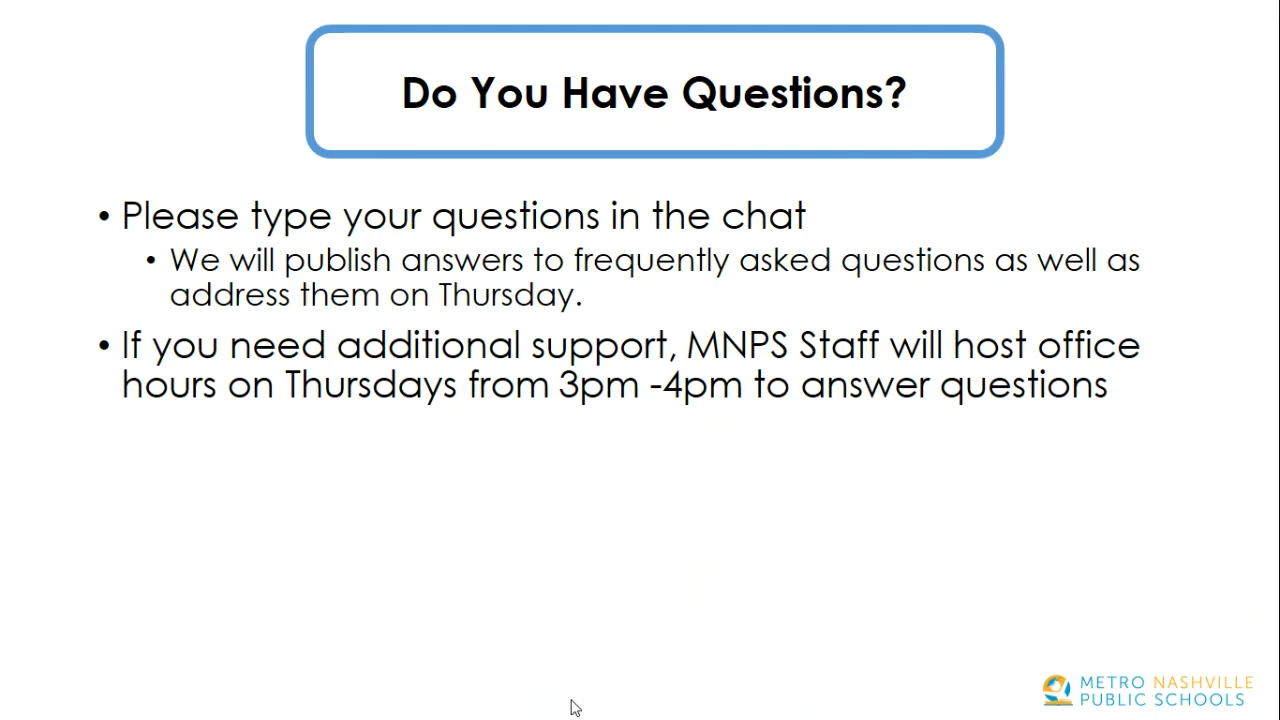 Do You Have Questions?
• Please type your questions in the chat
• We will publish answers to frequently asked questions as well as
address them on Thursday.
• If you need additional support, MNPS Staff will host office
hours on Thursdays from 3pm -4pm to answer questions
METRO NASHVILLE
PUBLIC SCHOOLS